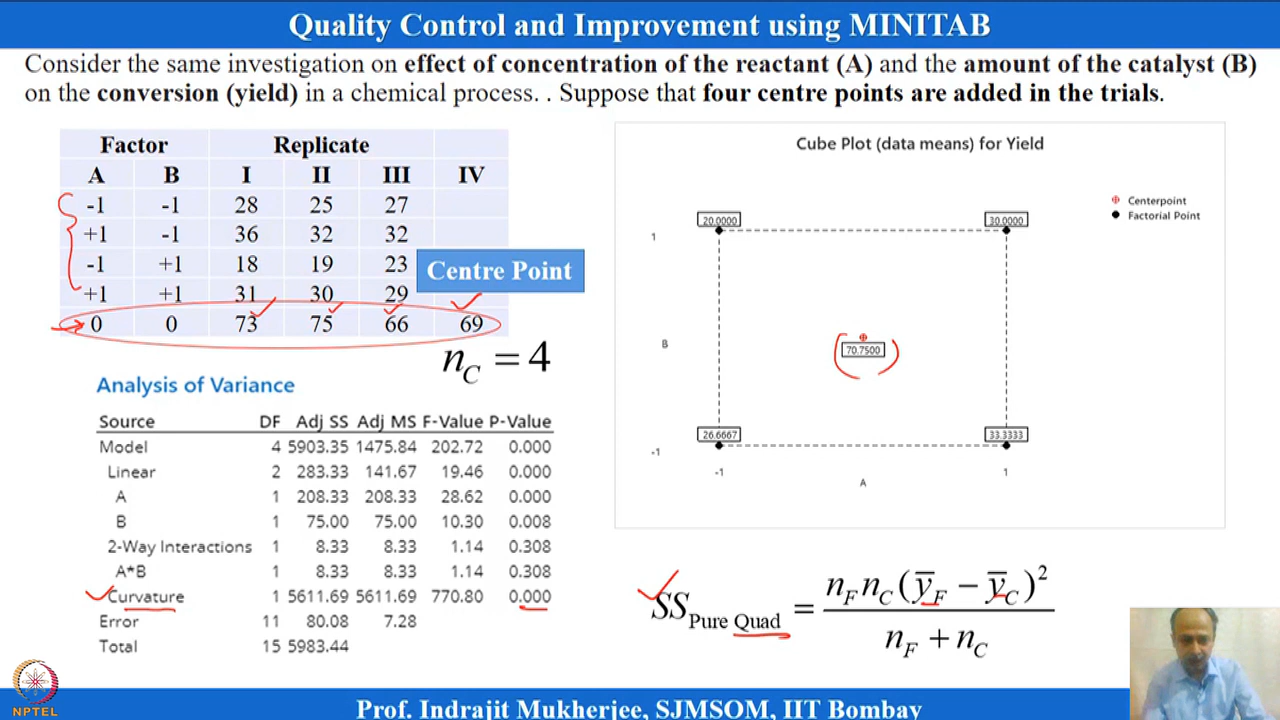 Quality Control and Improvement using MINITAB
Consider the same investigation on effect of concentration of the reactant (A) and the amount of the catalyst (B)
on the conversion (yield) in a chemical process. . Suppose that four centre points are added in the trials.
Factor Replicate
A B I II III IV
-1 -1 28 25 27
+1 -1 36 32 32
-1 +1 18 19 23
+1 +1 31 30 29
0 0 73 75 66 69
Centre Point
n_C = 4
Analysis of Variance
Source DF Adj SS Adj MS F-Value P-Value
Model 4 5903.35 1475.84 202.72 0.000
Linear 2 283.33 141.67 19.46 0.000
A 1 208.33 208.33 28.62 0.000
B 1 75.00 75.00 10.30 0.008
2-Way Interactions 1 8.33 8.33 1.14 0.308
A*B 1 8.33 8.33 1.14 0.308
Curvature 1 5611.69 5611.69 770.80 0.000
Error 11 80.08 7.28
Total 15 5983.44
Cube Plot (data means) for Yield
Centerpoint
Factorial Point
20.0000 30.0000
1
B
70.7500
26.6667 33.3333
-1
-1 1
A
SS_Pure Quad = n_F n_C (ȳ_F − ȳ_C)² / n_F + n_C
NPTEL
Prof. Indrajit Mukherjee, SJMSOM, IIT Bombay